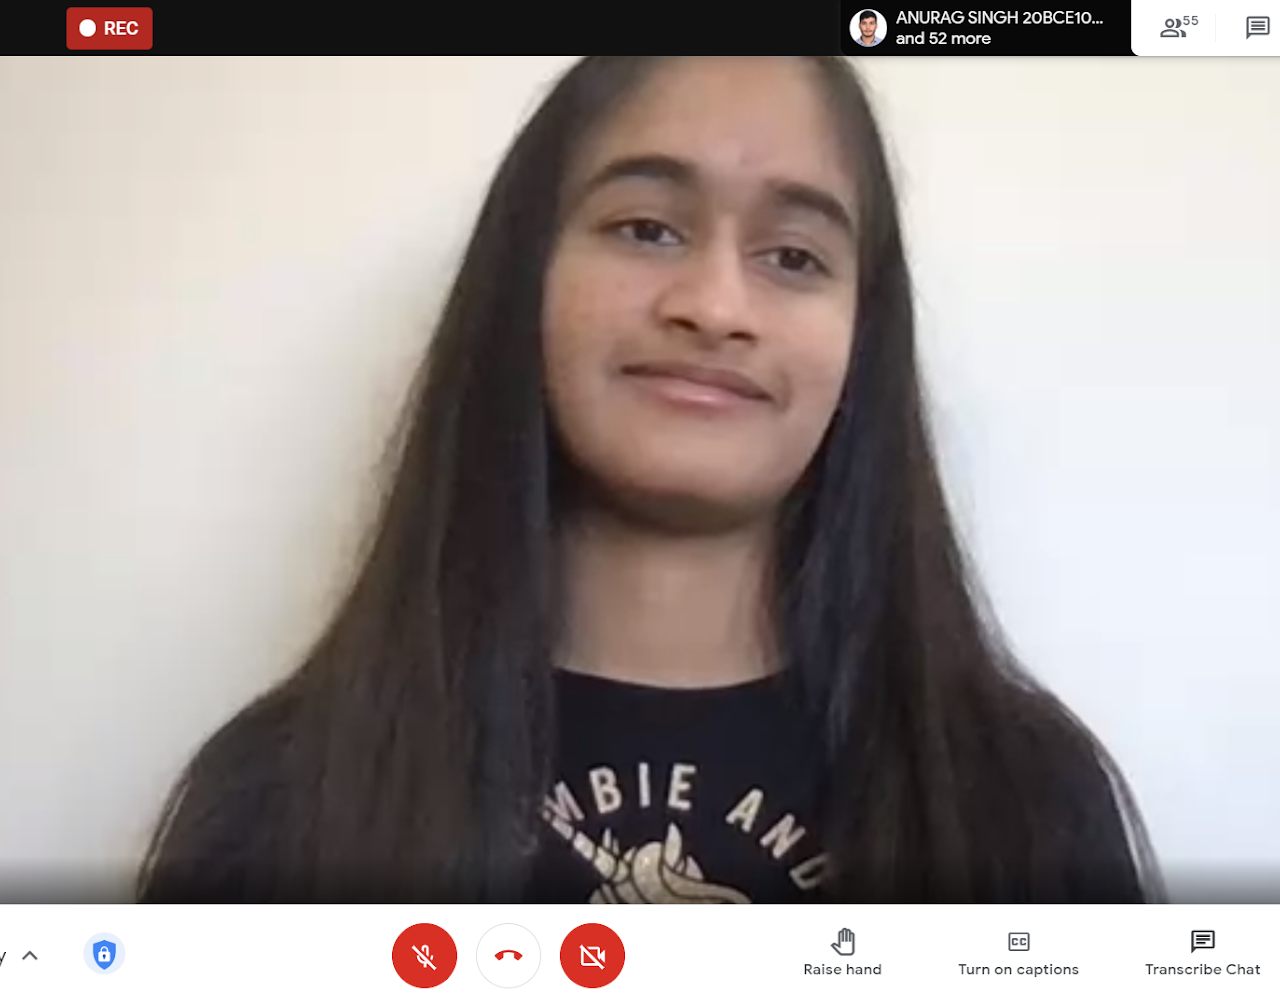 REC
ANURAG SINGH 20BCE10...
and 52 more
55
MBIE AND
y
CC
Raise hand
Turn on captions
Transcribe Chat